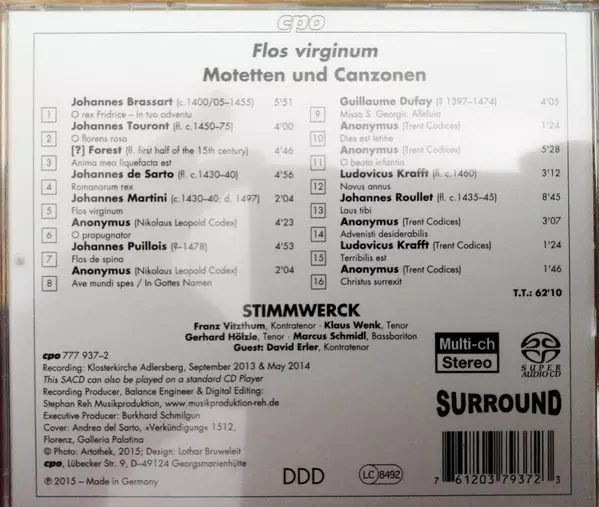 cpo
Flos virginum
Motetten und Canzonen
Johannes Brassart (c.1400/05–1455) 5'51
1 O rex Fridrice – In tuo adventu
Johannes Touront (fl. c.1450–75) 4'00
2 O florens rosa
[?] Forest (fl. first half of the 15th century) 4'46
3 Anima mea liquefacta est
Johannes de Sarto (fl. c.1430–40) 4'56
4 Romanorum rex
Johannes Martini (c.1430–40; d. 1497) 2'04
5 Flos virginum
Anonymus (Nikolaus Leopold Codex) 4'23
6 O propugnator
Johannes Puillois (?–1478) 4'53
7 Flos de spina
Anonymus (Nikolaus Leopold Codex) 2'04
8 Ave mundi spes / In Gottes Namen
Guillaume Dufay (? 1397–1474) 4'05
9 Missa S. Georgii: Alleluia
Anonymus (Trent Codices) 1'24
10 Dies est letitie
Anonymus (Trent Codices) 5'28
11 O beata infantia
Ludovicus Krafft (fl. c1460) 3'12
12 Novus annus
Johannes Roullet (fl. c.1435–45) 8'45
13 Laus tibi
Anonymus (Trent Codices) 3'07
14 Advenisti desiderabilis
Ludovicus Krafft (Trent Codices) 1'24
15 Terribilis est
Anonymus (Trent Codices) 1'46
16 Christus surrexit
T.T.: 62'10
STIMMWERCK
Franz Vitzthum, Kontratenor · Klaus Wenk, Tenor
Gerhard Hölzle, Tenor · Marcus Schmidl, Bassbariton
Guest: David Erler, Kontratenor
cpo 777 937–2
Recording: Klosterkirche Adlersberg, September 2013 & May 2014
This SACD can also be played on a standard CD Player
Recording Producer, Balance Engineer & Digital Editing:
Stephan Reh Musikproduktion, www.musikproduktion-reh.de
Executive Producer: Burkhard Schmilgun
Cover: Andrea del Sarto, »Verkündigung« 1512,
Florenz, Galleria Palatina
© Photo: Artothek, 2015; Design: Lothar Bruweleit
cpo, Lübecker Str. 9, D–49124 Georgsmarienhütte
℗ 2015 – Made in Germany
DDD
LC 8492
Multi-ch
Stereo
SUPER AUDIO CD
SURROUND
7 61203 79372 3